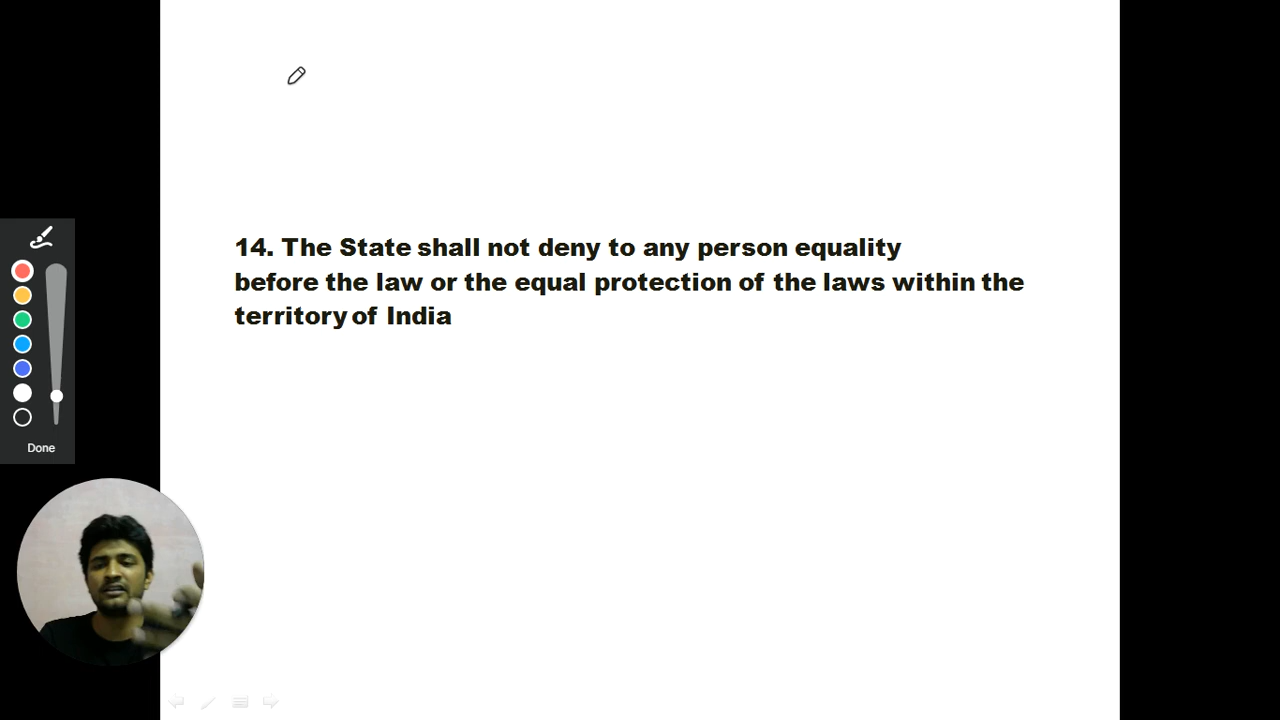 14. The State shall not deny to any person equality
before the law or the equal protection of the laws within the
territory of India
Done